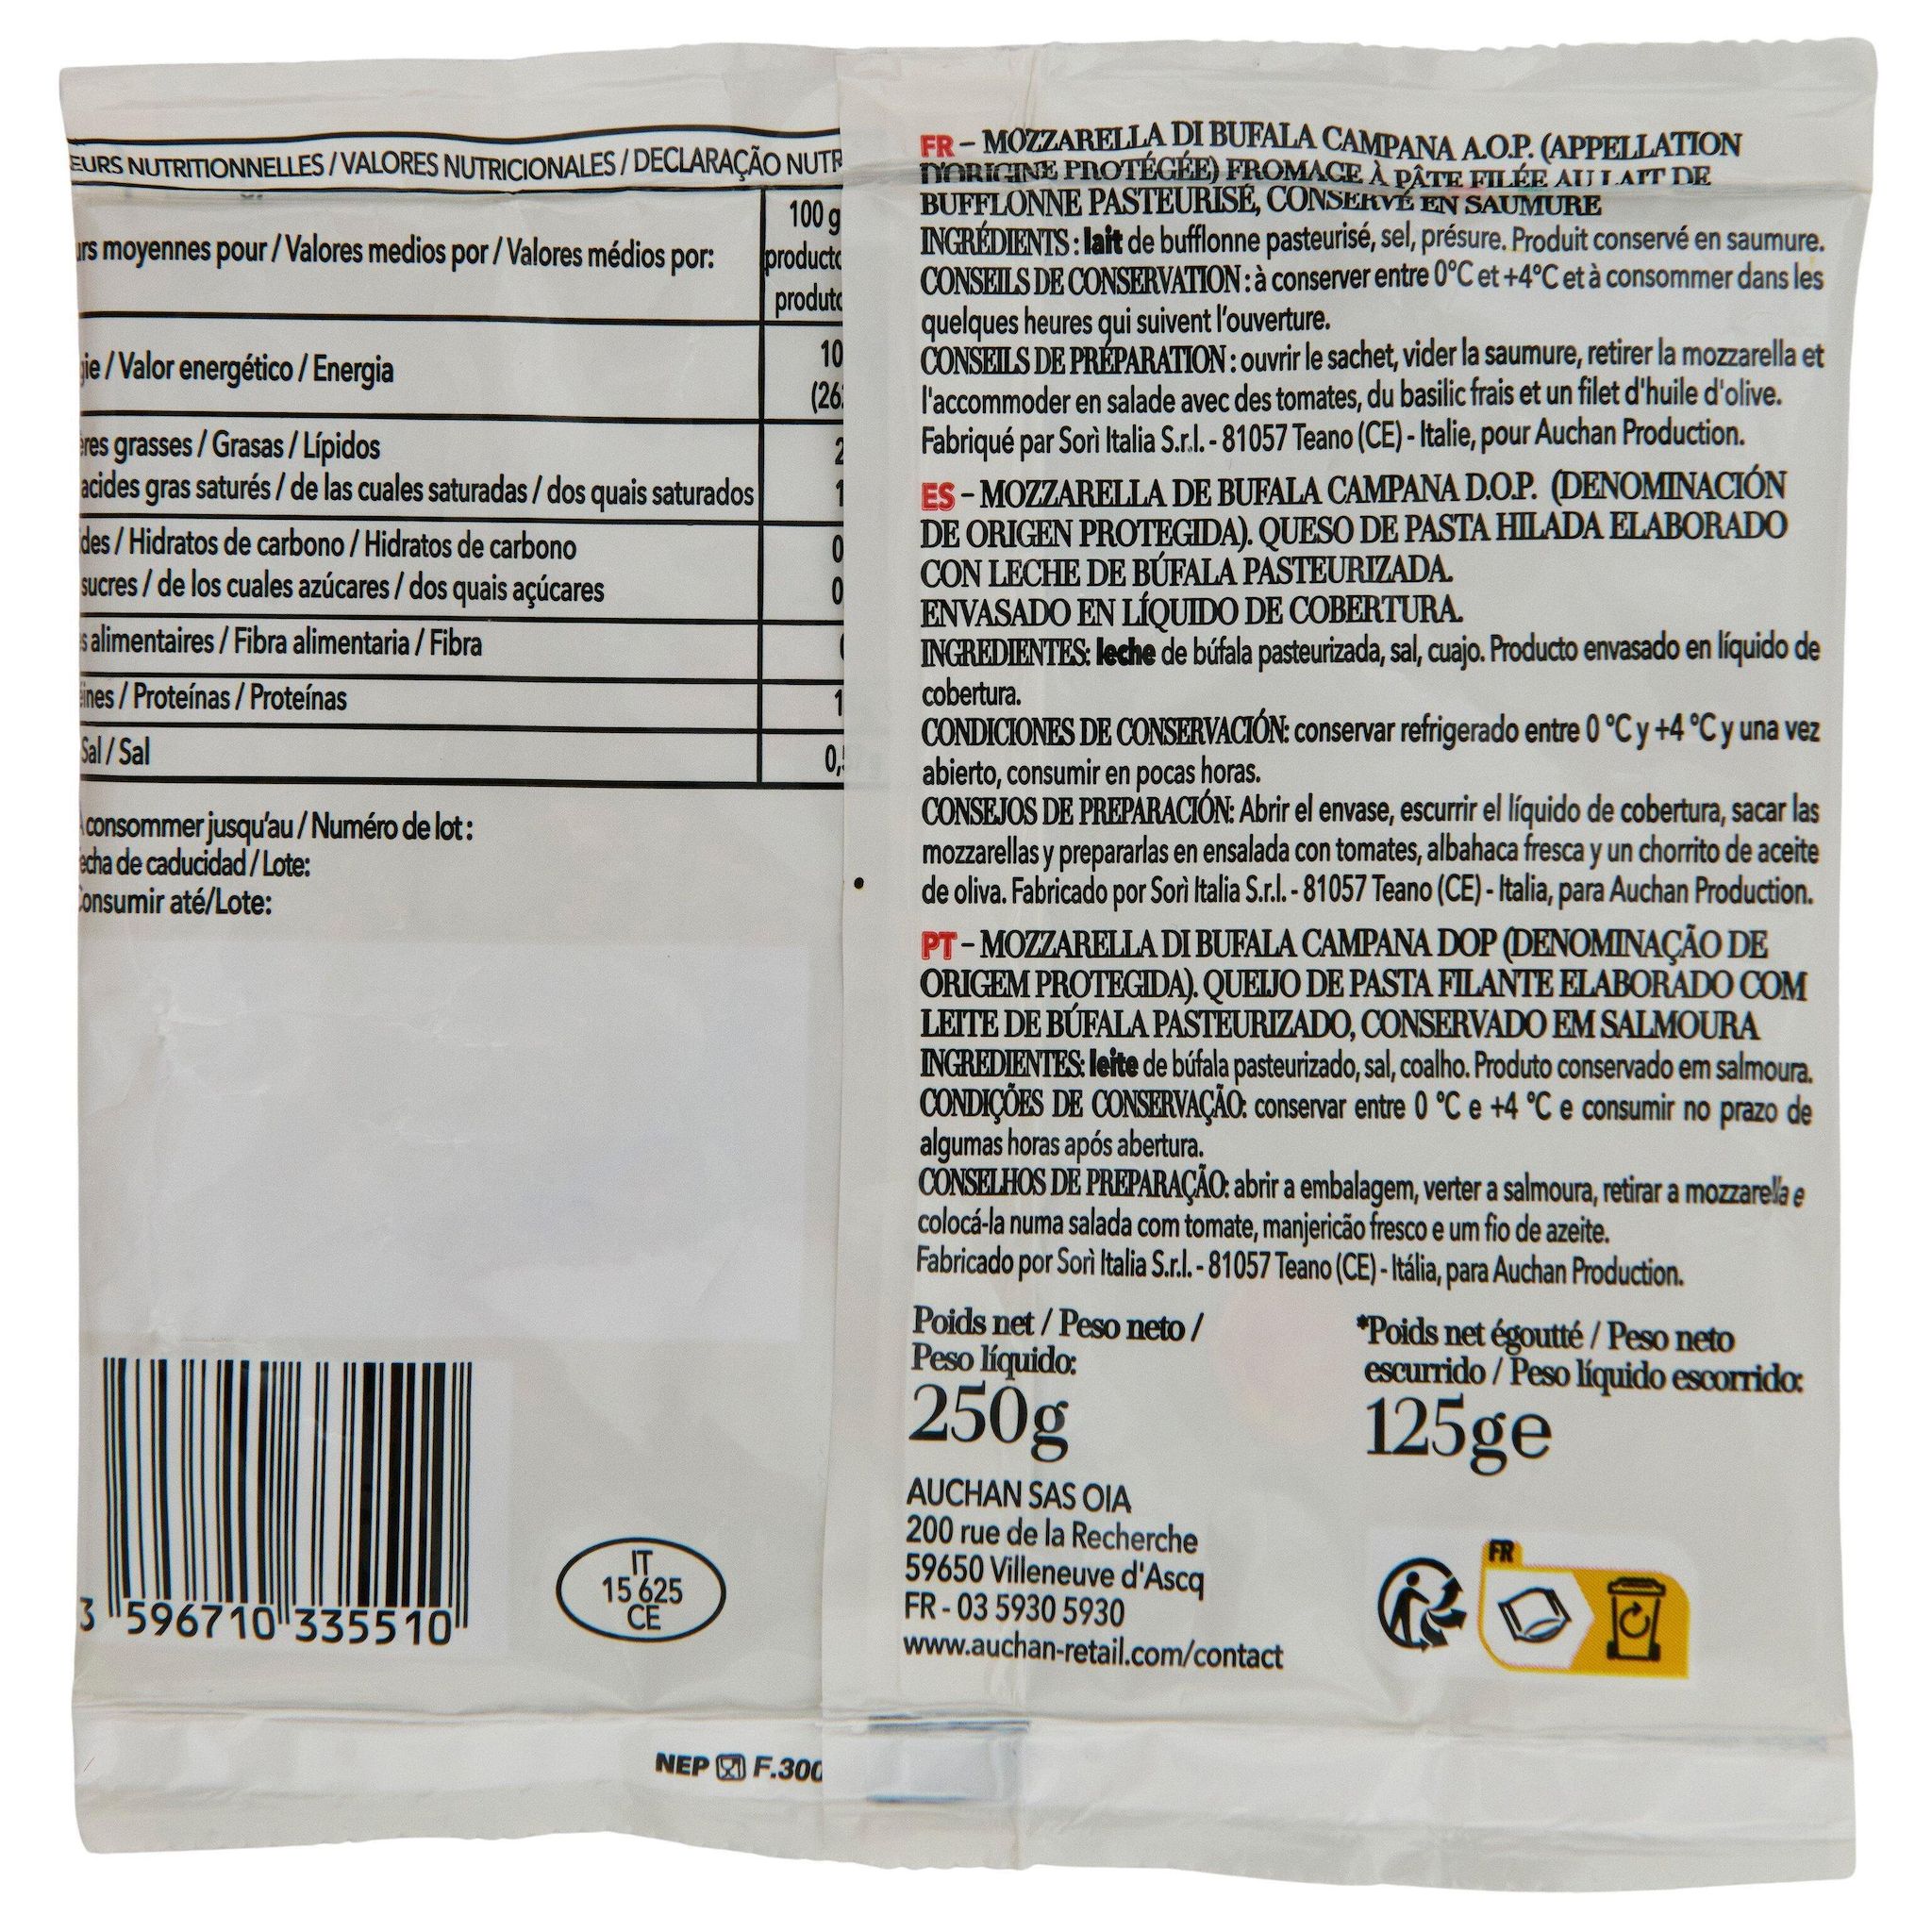 EURS NUTRITIONNELLES / VALORES NUTRICIONALES / DECLARAÇÃO NUTR
urs moyennes pour / Valores medios por / Valores médios por:
100 g
producto
produto
gie / Valor energético / Energia
10
(26
ères grasses / Grasas / Lípidos
2
acides gras saturés / de las cuales saturadas / dos quais saturados
1
des / Hidratos de carbono / Hidratos de carbono
0
sucres / de los cuales azúcares / dos quais açúcares
0
s alimentaires / Fibra alimentaria / Fibra
éines / Proteínas / Proteínas
1
Sal / Sal
0,5
À consommer jusqu'au / Numéro de lot :
echa de caducidad / Lote:
Consumir até/Lote:
3 596710 335510
IT
15 625
CE
NEP F.300
FR - MOZZARELLA DI BUFALA CAMPANA A.O.P. (APPELLATION
D'ORIGINE PROTÉGÉE) FROMAGE À PÂTE FILÉE AU LAIT DE
BUFFLONNE PASTEURISÉ, CONSERVÉ EN SAUMURE
INGRÉDIENTS : lait de bufflonne pasteurisé, sel, présure. Produit conservé en saumure.
CONSEILS DE CONSERVATION : à conserver entre 0°C et +4°C et à consommer dans les
quelques heures qui suivent l'ouverture.
CONSEILS DE PRÉPARATION : ouvrir le sachet, vider la saumure, retirer la mozzarella et
l'accommoder en salade avec des tomates, du basilic frais et un filet d'huile d'olive.
Fabriqué par Sorì Italia S.r.l. - 81057 Teano (CE) - Italie, pour Auchan Production.
ES - MOZZARELLA DE BUFALA CAMPANA D.O.P. (DENOMINACIÓN
DE ORIGEN PROTEGIDA). QUESO DE PASTA HILADA ELABORADO
CON LECHE DE BÚFALA PASTEURIZADA.
ENVASADO EN LÍQUIDO DE COBERTURA.
INGREDIENTES: leche de búfala pasteurizada, sal, cuajo. Producto envasado en líquido de
cobertura.
CONDICIONES DE CONSERVACIÓN: conservar refrigerado entre 0 °C y +4 °C y una vez
abierto, consumir en pocas horas.
CONSEJOS DE PREPARACIÓN: Abrir el envase, escurrir el líquido de cobertura, sacar las
mozzarellas y prepararlas en ensalada con tomates, albahaca fresca y un chorrito de aceite
de oliva. Fabricado por Sorì Italia S.r.l. - 81057 Teano (CE) - Italia, para Auchan Production.
PT - MOZZARELLA DI BUFALA CAMPANA DOP (DENOMINAÇÃO DE
ORIGEM PROTEGIDA). QUEIJO DE PASTA FILANTE ELABORADO COM
LEITE DE BÚFALA PASTEURIZADO, CONSERVADO EM SALMOURA
INGREDIENTES: leite de búfala pasteurizado, sal, coalho. Produto conservado em salmoura.
CONDIÇÕES DE CONSERVAÇÃO: conservar entre 0 °C e +4 °C e consumir no prazo de
algumas horas após abertura.
CONSELHOS DE PREPARAÇÃO: abrir a embalagem, verter a salmoura, retirar a mozzarella e
colocá-la numa salada com tomate, manjericão fresco e um fio de azeite.
Fabricado por Sorì Italia S.r.l. - 81057 Teano (CE) - Itália, para Auchan Production.
Poids net / Peso neto /
Peso líquido:
250g
*Poids net égoutté / Peso neto
escurrido / Peso líquido escorrido:
125ge
AUCHAN SAS OIA
200 rue de la Recherche
59650 Villeneuve d'Ascq
FR - 03 5930 5930
www.auchan-retail.com/contact
FR